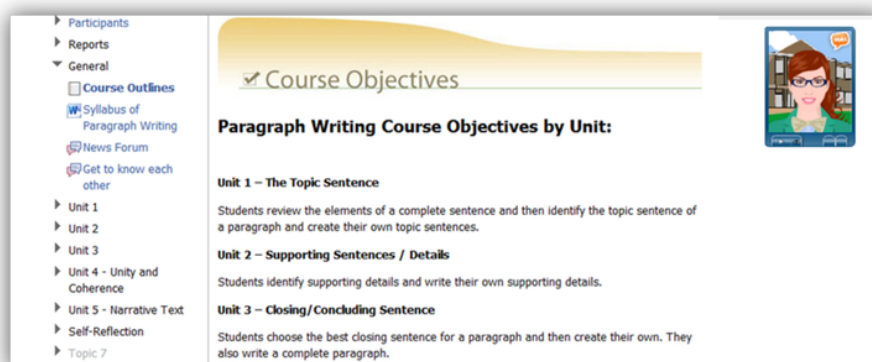 Participants
Reports
General
Course Outlines
Syllabus of
Paragraph Writing
News Forum
Get to know each
other
Unit 1
Unit 2
Unit 3
Unit 4 - Unity and
Coherence
Unit 5 - Narrative Text
Self-Reflection
Topic 7
Course Objectives
Paragraph Writing Course Objectives by Unit:
Unit 1 – The Topic Sentence
Students review the elements of a complete sentence and then identify the topic sentence of
a paragraph and create their own topic sentences.
Unit 2 – Supporting Sentences / Details
Students identify supporting details and write their own supporting details.
Unit 3 – Closing/Concluding Sentence
Students choose the best closing sentence for a paragraph and then create their own. They
also write a complete paragraph.